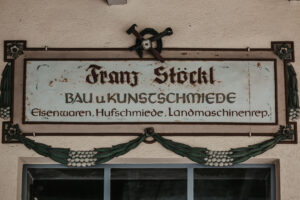 Franz Stöckl
BAU u. KUNSTSCHMIEDE
Eisenwaren, Hufschmiede, Landmaschinenrep.